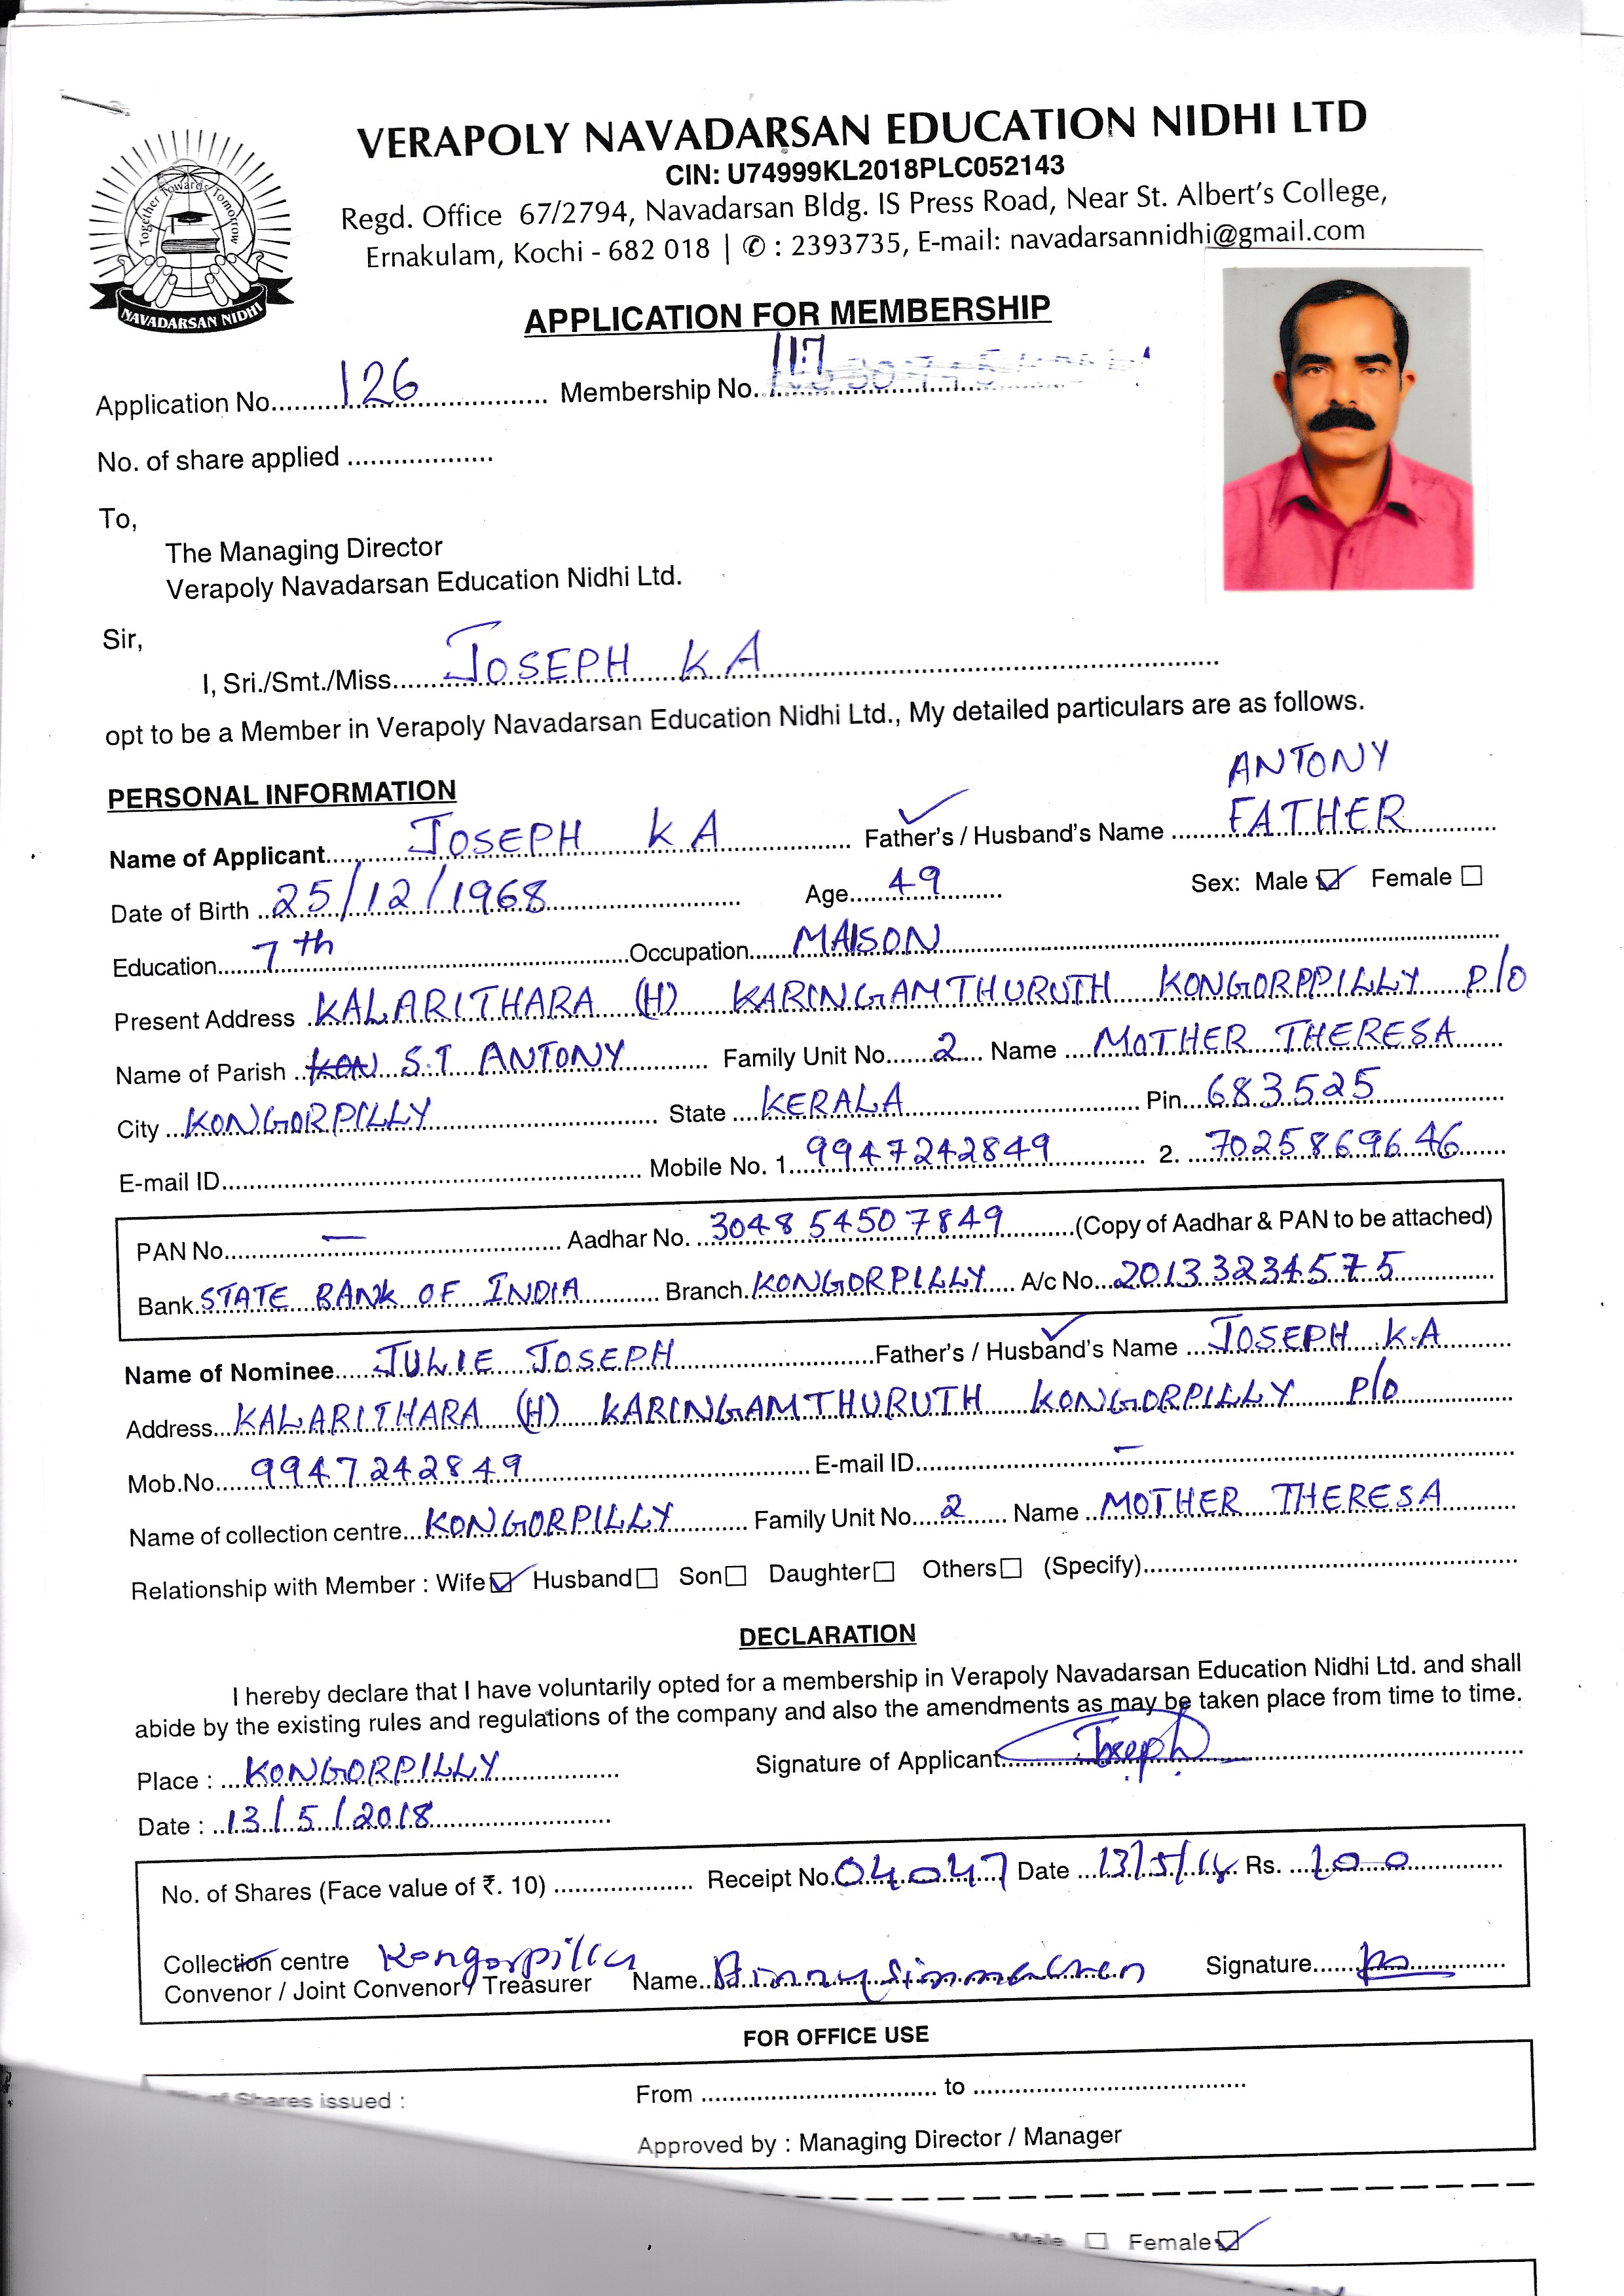 VERAPOLY NAVADARSAN EDUCATION NIDHI LTD
CIN: U74999KL2018PLC052143
Regd. Office 67/2794, Navadarsan Bldg. IS Press Road, Near St. Albert's College,
Ernakulam, Kochi - 682 018 | ✆ : 2393735, E-mail: navadarsannidhi@gmail.com
Together Towards Tomorrow
NAVADARSAN NIDHI
APPLICATION FOR MEMBERSHIP
Application No. 126 Membership No. 117
No. of share applied
To,
The Managing Director
Verapoly Navadarsan Education Nidhi Ltd.
Sir,
I, Sri./Smt./Miss JOSEPH K A
opt to be a Member in Verapoly Navadarsan Education Nidhi Ltd., My detailed particulars are as follows.
PERSONAL INFORMATION
ANTONY
Name of Applicant JOSEPH K A Father's / Husband's Name FATHER
Date of Birth 25/12/1968 Age 49 Sex: Male ☑ Female ☐
Education 7th Occupation MAISON
Present Address KALARITHARA (H) KARINGAMTHURUTH KONGORPPILLY P/O
Name of Parish S.T ANTONY Family Unit No. 2 Name MOTHER THERESA
City KONGORPILLY State KERALA Pin 683525
E-mail ID Mobile No. 1 9947242849 2. 7025869646
PAN No. — Aadhar No. 3048 5450 7849 (Copy of Aadhar & PAN to be attached)
Bank STATE BANK OF INDIA Branch KONGORPILLY A/c No. 20133234575
Name of Nominee JULIE JOSEPH Father's / Husband's Name JOSEPH K.A
Address KALARITHARA (H) KARINGAMTHURUTH KONGORPILLY P/O
Mob.No. 9947242849 E-mail ID —
Name of collection centre KONGORPILLY Family Unit No. 2 Name MOTHER THERESA
Relationship with Member : Wife ☑ Husband ☐ Son ☐ Daughter ☐ Others ☐ (Specify)
DECLARATION
I hereby declare that I have voluntarily opted for a membership in Verapoly Navadarsan Education Nidhi Ltd. and shall
abide by the existing rules and regulations of the company and also the amendments as may be taken place from time to time.
Place : KONGORPILLY Signature of Applicant Joseph
Date : 13/5/2018
No. of Shares (Face value of ₹. 10) Receipt No. 04047 Date 13/5/18 Rs. 100
Collection centre Kongorpilly
Convenor / Joint Convenor / Treasurer Name Signature
FOR OFFICE USE
of Shares issued : From to
Approved by : Managing Director / Manager
Male ☐ Female ☑